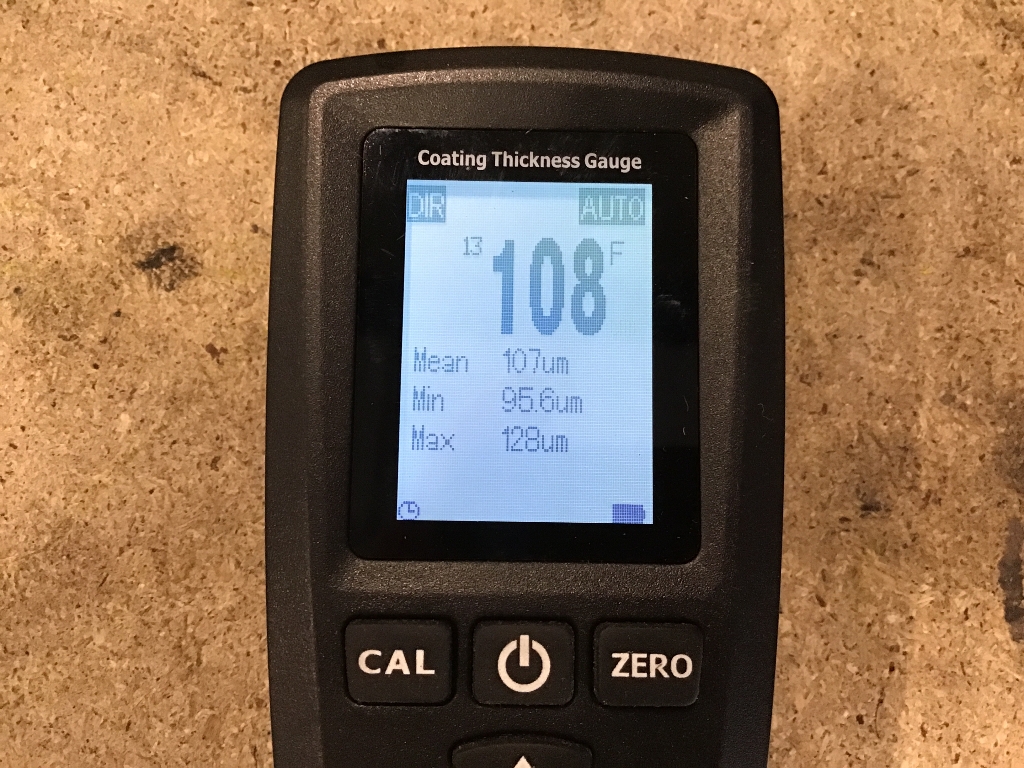 Coating Thickness Gauge
DIR AUTO
13 108 F
Mean 107um
Min 95.6um
Max 128um
CAL ZERO